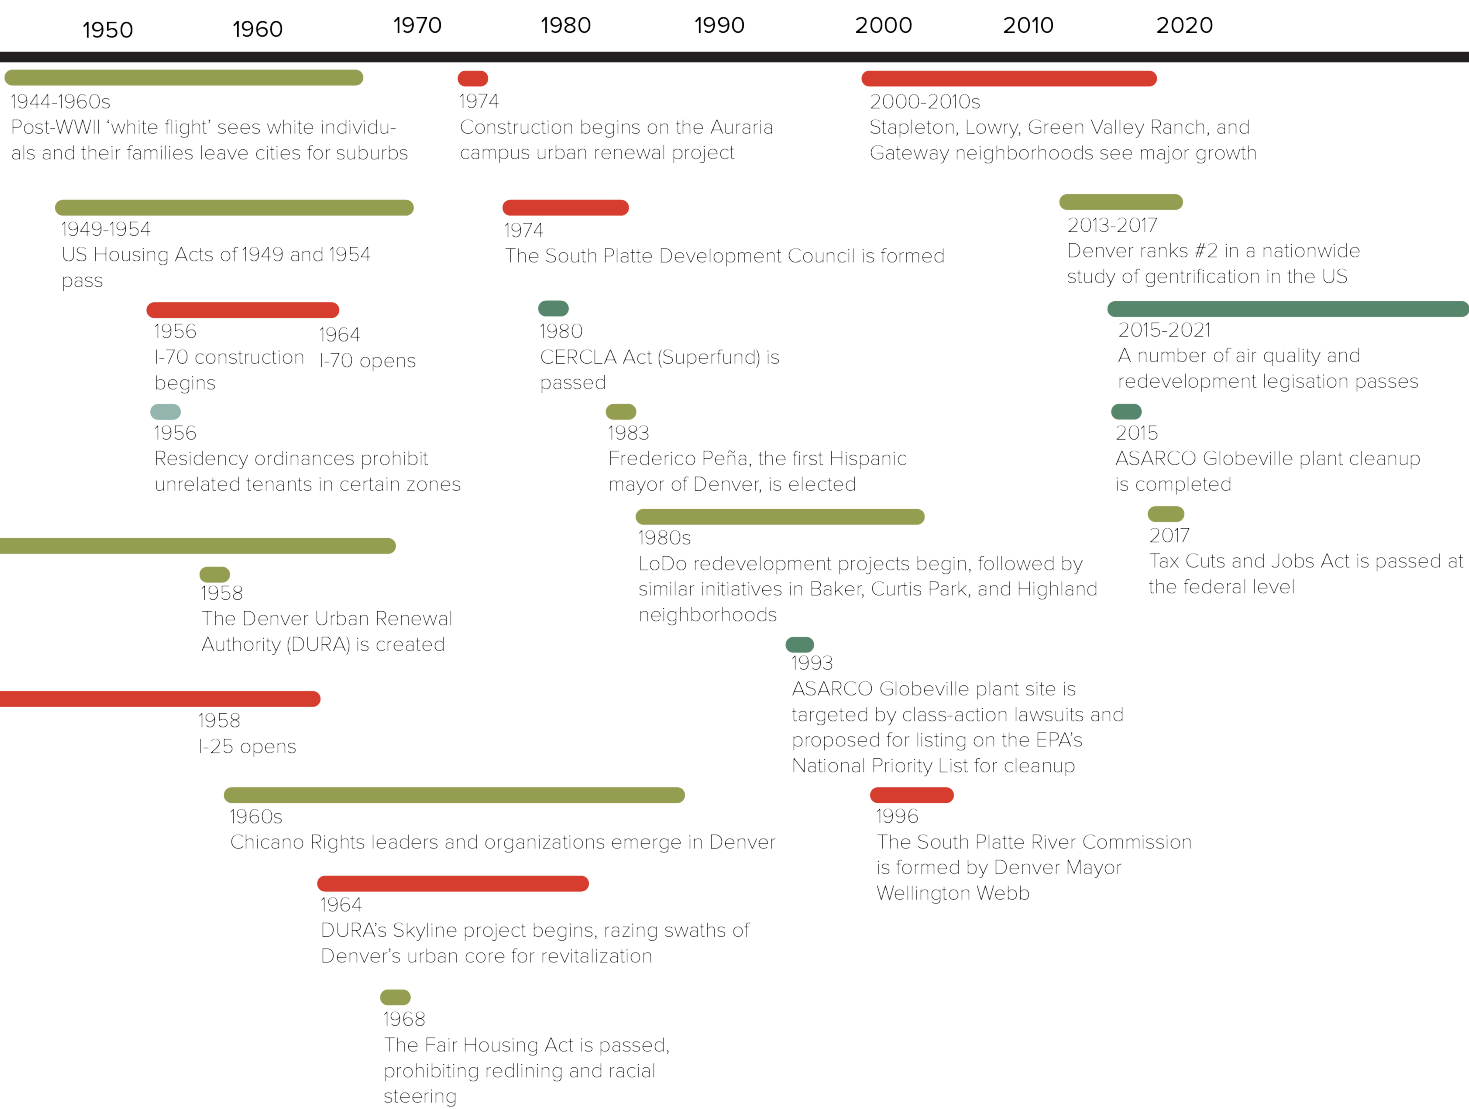 1950 1960 1970 1980 1990 2000 2010 2020
1944-1960s
Post-WWII ‘white flight’ sees white individu-
als and their families leave cities for suburbs
1974
Construction begins on the Auraria
campus urban renewal project
2000-2010s
Stapleton, Lowry, Green Valley Ranch, and
Gateway neighborhoods see major growth
1949-1954
US Housing Acts of 1949 and 1954
pass
1974
The South Platte Development Council is formed
2013-2017
Denver ranks #2 in a nationwide
study of gentrification in the US
1956
I-70 construction
begins
1964
I-70 opens
1980
CERCLA Act (Superfund) is
passed
2015-2021
A number of air quality and
redevelopment legisation passes
1956
Residency ordinances prohibit
unrelated tenants in certain zones
1983
Frederico Peña, the first Hispanic
mayor of Denver, is elected
2015
ASARCO Globeville plant cleanup
is completed
1980s
LoDo redevelopment projects begin, followed by
similar initiatives in Baker, Curtis Park, and Highland
neighborhoods
2017
Tax Cuts and Jobs Act is passed at
the federal level
1958
The Denver Urban Renewal
Authority (DURA) is created
1993
ASARCO Globeville plant site is
targeted by class-action lawsuits and
proposed for listing on the EPA’s
National Priority List for cleanup
1958
I-25 opens
1960s
Chicano Rights leaders and organizations emerge in Denver
1996
The South Platte River Commission
is formed by Denver Mayor
Wellington Webb
1964
DURA’s Skyline project begins, razing swaths of
Denver’s urban core for revitalization
1968
The Fair Housing Act is passed,
prohibiting redlining and racial
steering